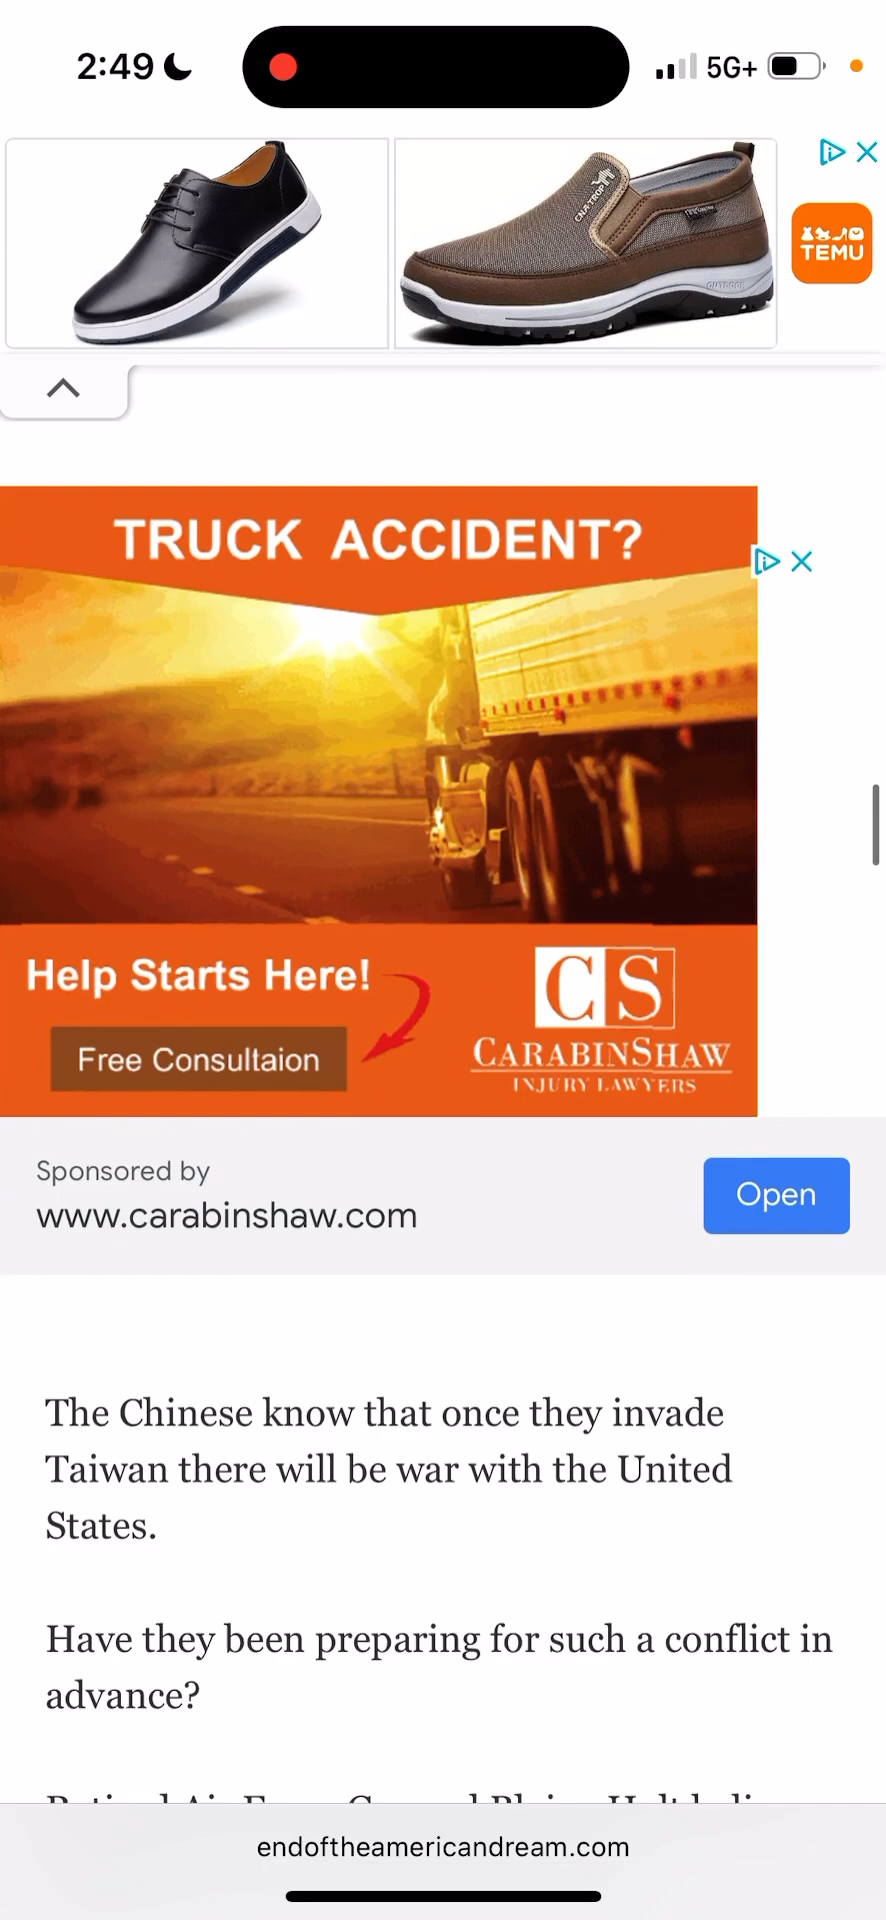 2:49
5G+
CNATROP
OUTDOOR
TEMU
TRUCK ACCIDENT?
Help Starts Here!
Free Consultaion
CS
CARABINSHAW
INJURY LAWYERS
Sponsored by
www.carabinshaw.com
Open
The Chinese know that once they invade
Taiwan there will be war with the United
States.
Have they been preparing for such a conflict in
advance?
endoftheamericandream.com